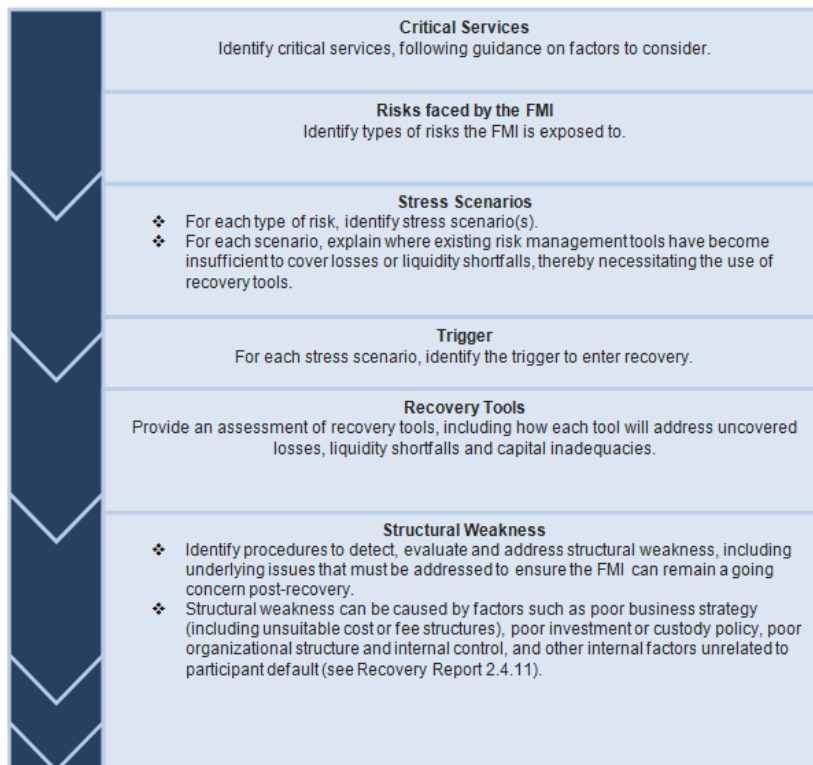 Critical Services
Identify critical services, following guidance on factors to consider.
Risks faced by the FMI
Identify types of risks the FMI is exposed to.
Stress Scenarios
❖ For each type of risk, identify stress scenario(s).
❖ For each scenario, explain where existing risk management tools have become
insufficient to cover losses or liquidity shortfalls, thereby necessitating the use of
recovery tools.
Trigger
For each stress scenario, identify the trigger to enter recovery.
Recovery Tools
Provide an assessment of recovery tools, including how each tool will address uncovered
losses, liquidity shortfalls and capital inadequacies.
Structural Weakness
❖ Identify procedures to detect, evaluate and address structural weakness, including
underlying issues that must be addressed to ensure the FMI can remain a going
concern post-recovery.
❖ Structural weakness can be caused by factors such as poor business strategy
(including unsuitable cost or fee structures), poor investment or custody policy, poor
organizational structure and internal control, and other internal factors unrelated to
participant default (see Recovery Report 2.4.11).